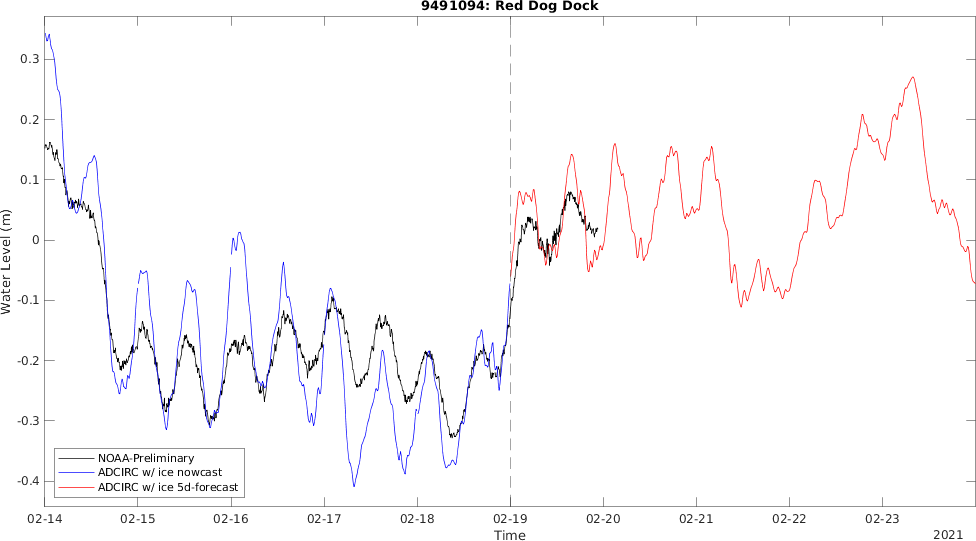 9491094: Red Dog Dock
Water Level (m)
0.3
0.2
0.1
0
-0.1
-0.2
-0.3
-0.4
NOAA-Preliminary
ADCIRC w/ ice nowcast
ADCIRC w/ ice 5d-forecast
02-14 02-15 02-16 02-17 02-18 02-19 02-20 02-21 02-22 02-23
Time
2021